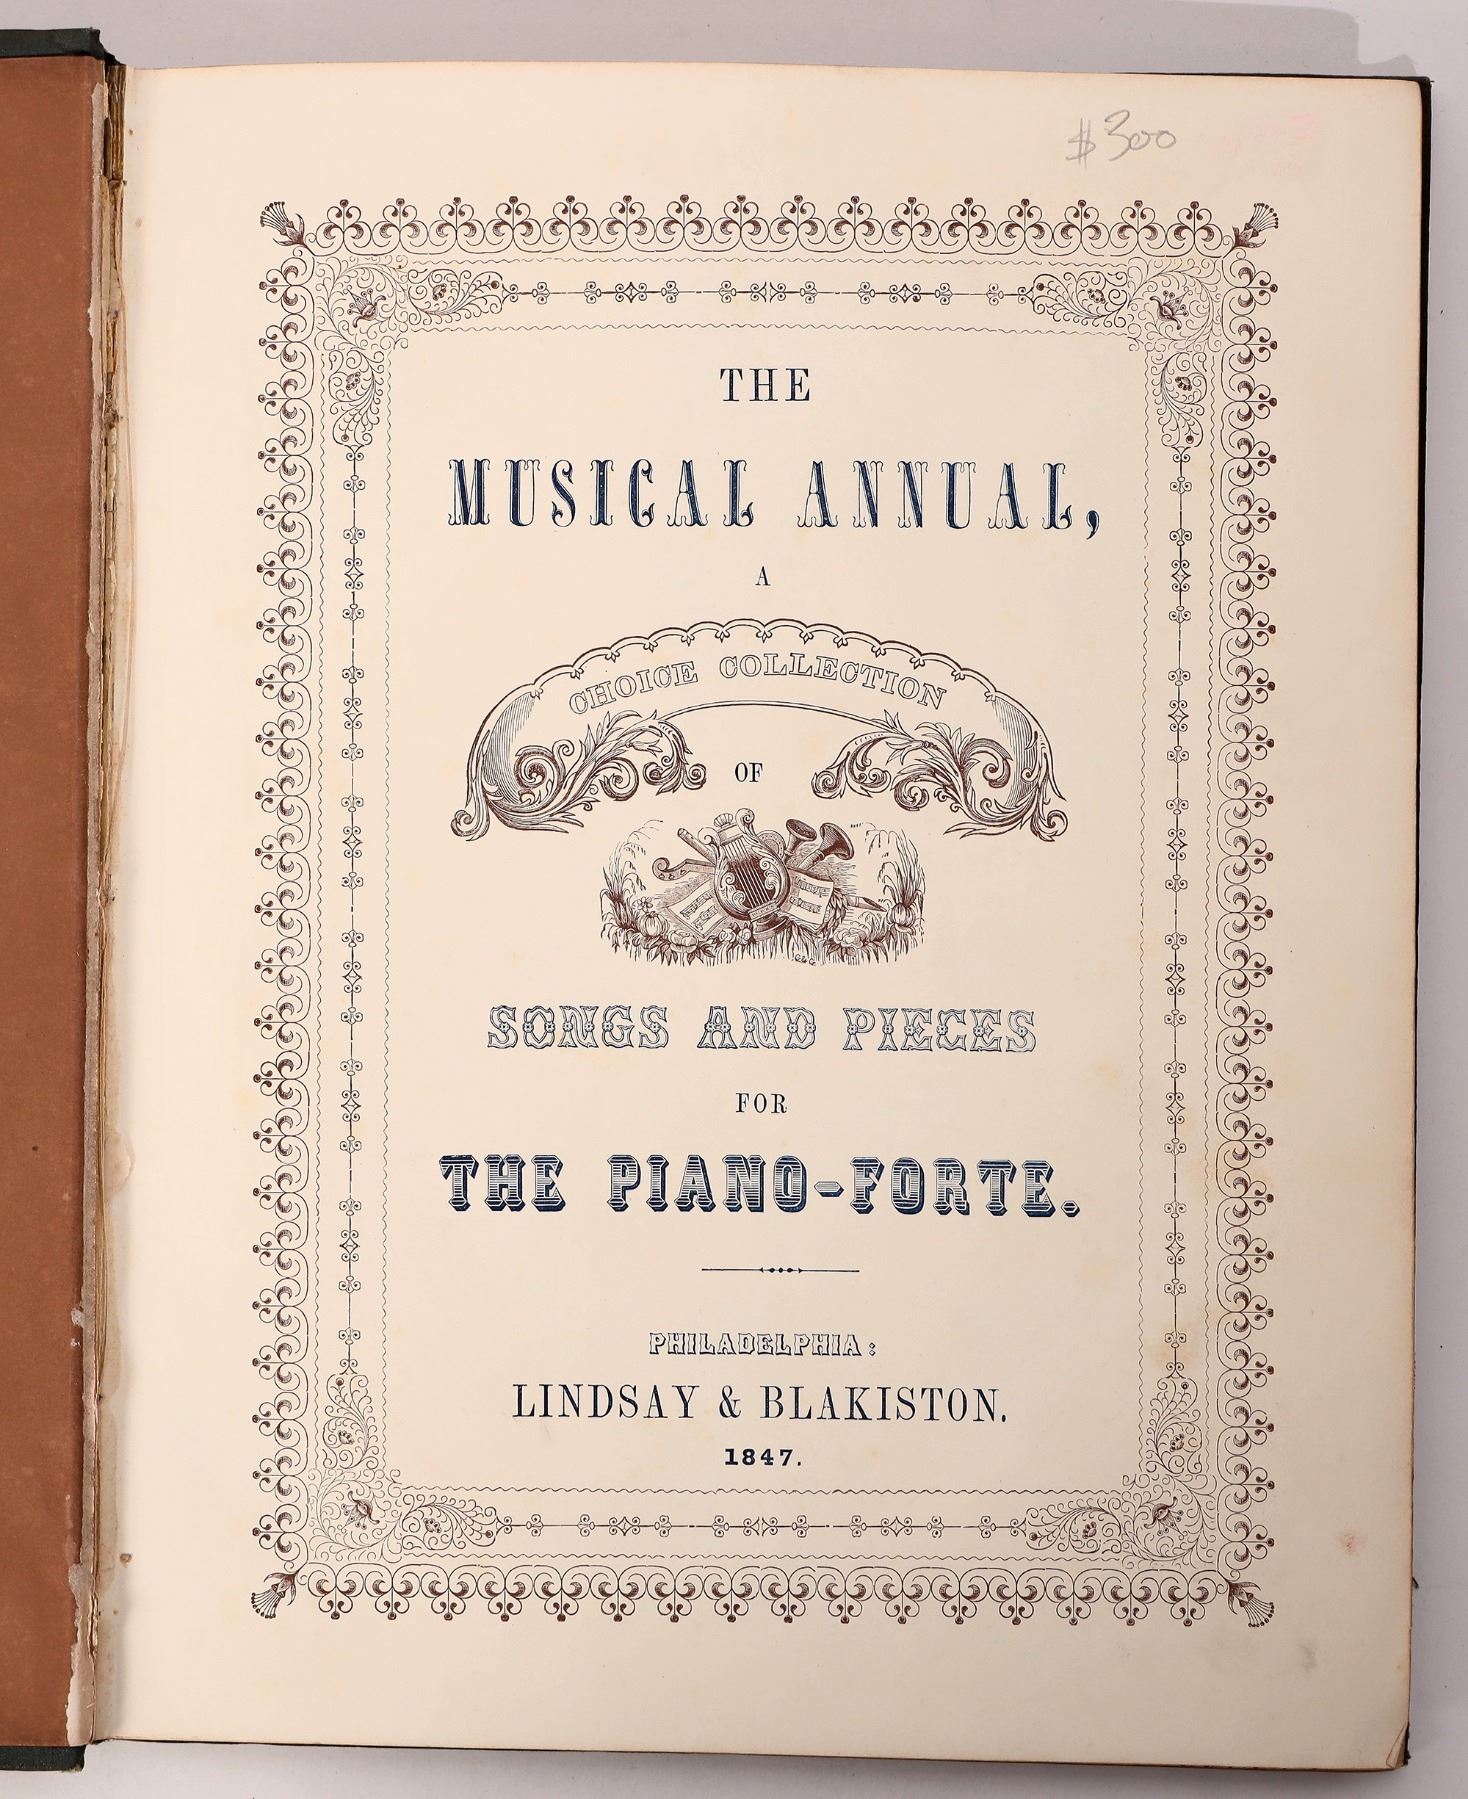 $300
THE
MUSICAL ANNUAL,
A
CHOICE COLLECTION
OF
SONGS AND PIECES
FOR
THE PIANO-FORTE.
PHILADELPHIA:
LINDSAY & BLAKISTON.
1847.